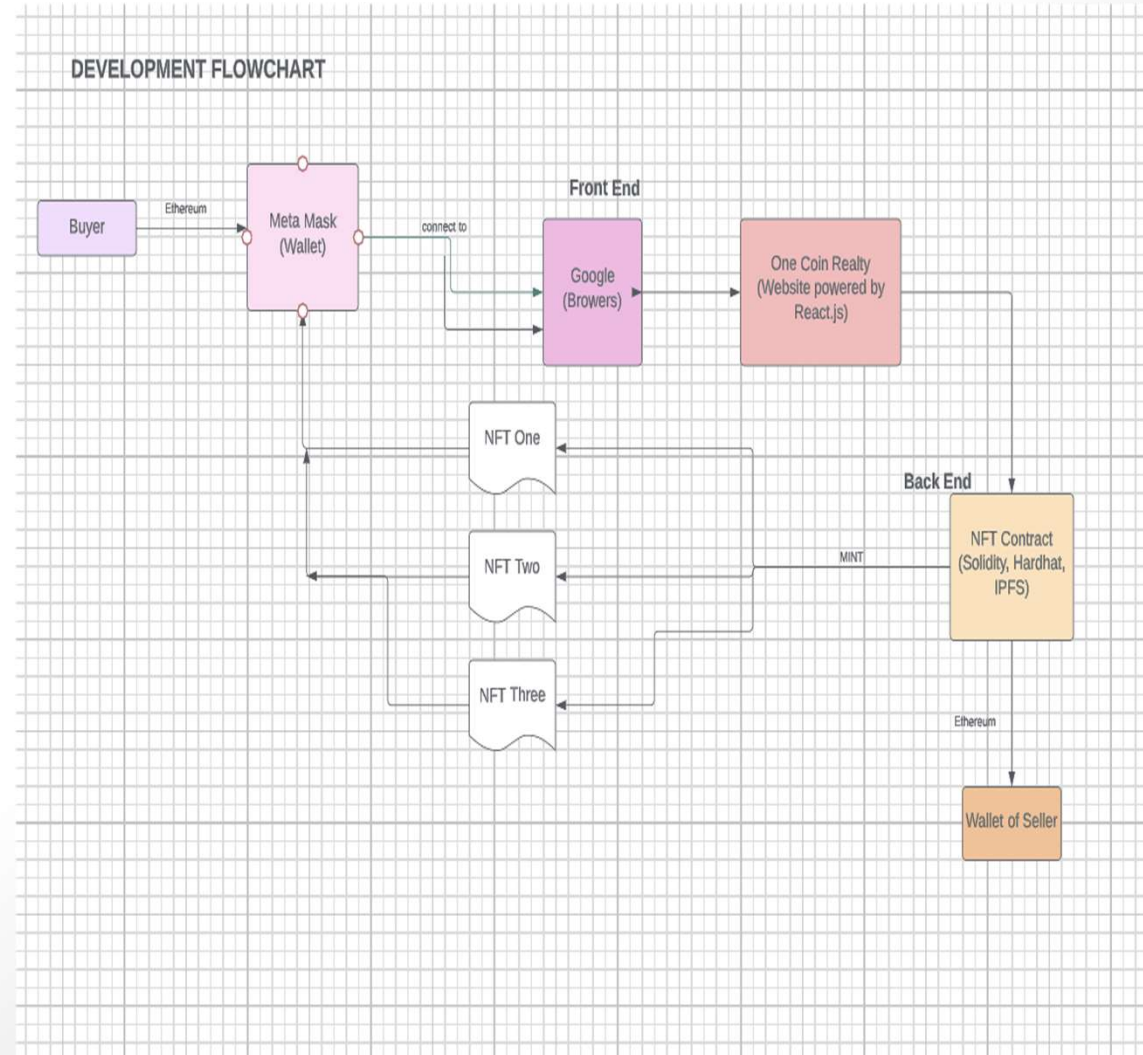 DEVELOPMENT FLOWCHART
Front End
Buyer
Ethereum
Meta Mask
(Wallet)
connect to
Google
(Browers)
One Coin Realty
(Website powered by
React.js)
NFT One
Back End
NFT Two
MINT
NFT Contract
(Solidity, Hardhat,
IPFS)
NFT Three
Ethereum
Wallet of Seller